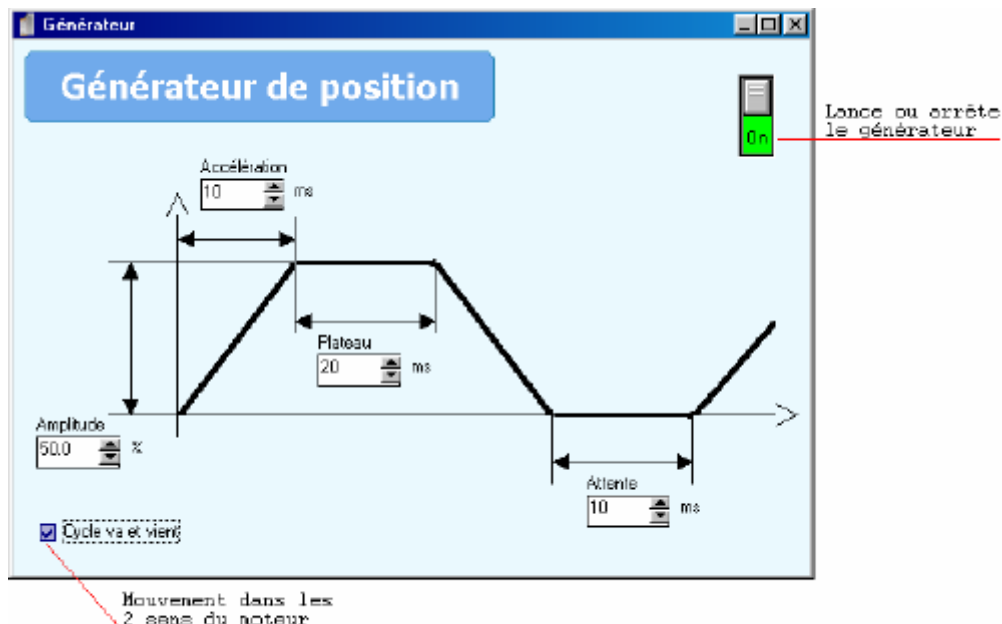 Générateur
Générateur de position
On
Lance ou arrête
le générateur
Accélération
10 ms
Plateau
20 ms
Amplitude
50.0 %
Attente
10 ms
Cycle va et vient
Mouvement dans les
2 sens du moteur